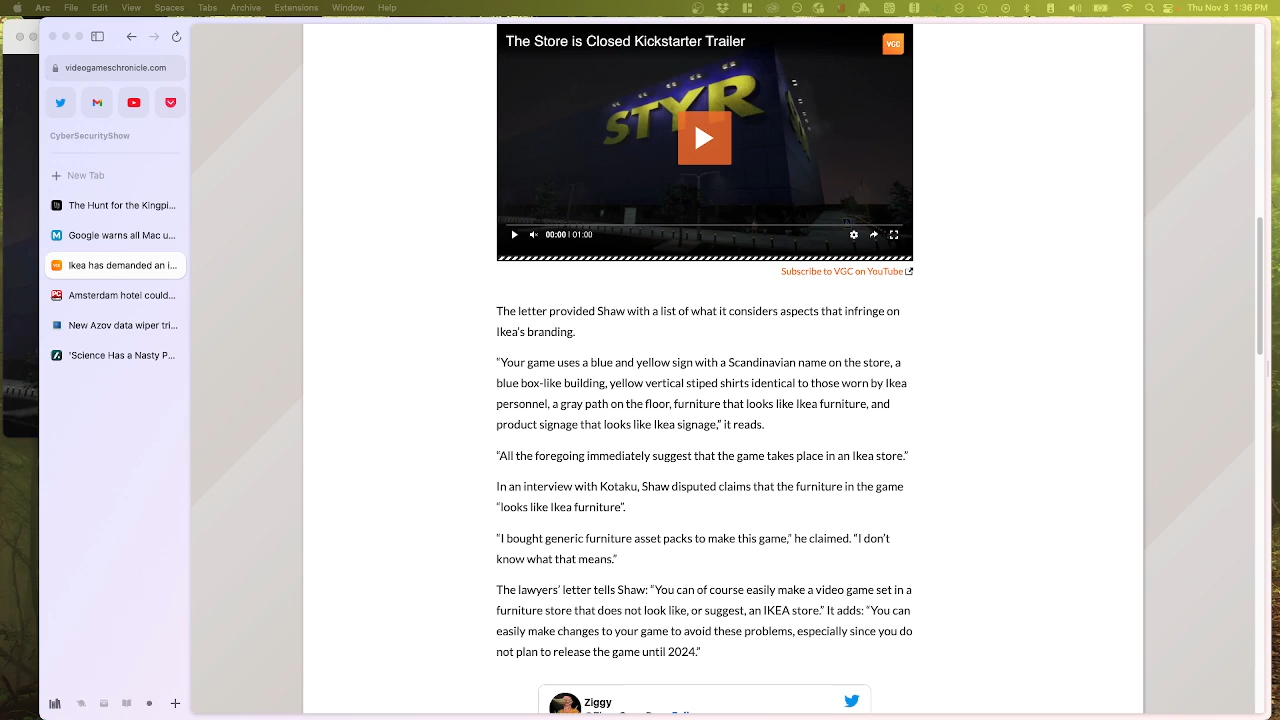 Arc File Edit View Spaces Tabs Archive Extensions Window Help
Thu Nov 3 1:36 PM
videogameschronicle.com
CyberSecurityShow
New Tab
The Hunt for the Kingpi...
Google warns all leadi...
Ikea has demanded an i...
Amsterdam hotel could...
New Azov data wiper tri...
'Science Has a Nasty P...
The Store is Closed Kickstarter Trailer
VGC
STYR
00:00 | 01:00
Subscribe to VGC on YouTube
The letter provided Shaw with a list of what it considers aspects that infringe on
Ikea's branding.
“Your game uses a blue and yellow sign with a Scandinavian name on the store, a
blue box-like building, yellow vertical stiped shirts identical to those worn by Ikea
personnel, a gray path on the floor, furniture that looks like Ikea furniture, and
product signage that looks like Ikea signage,” it reads.
“All the foregoing immediately suggest that the game takes place in an Ikea store.”
In an interview with Kotaku, Shaw disputed claims that the furniture in the game
“looks like Ikea furniture”.
“I bought generic furniture asset packs to make this game,” he claimed. “I don’t
know what that means.”
The lawyers’ letter tells Shaw: “You can of course easily make a video game set in a
furniture store that does not look like, or suggest, an IKEA store.” It adds: “You can
easily make changes to your game to avoid these problems, especially since you do
not plan to release the game until 2024.”
Ziggy